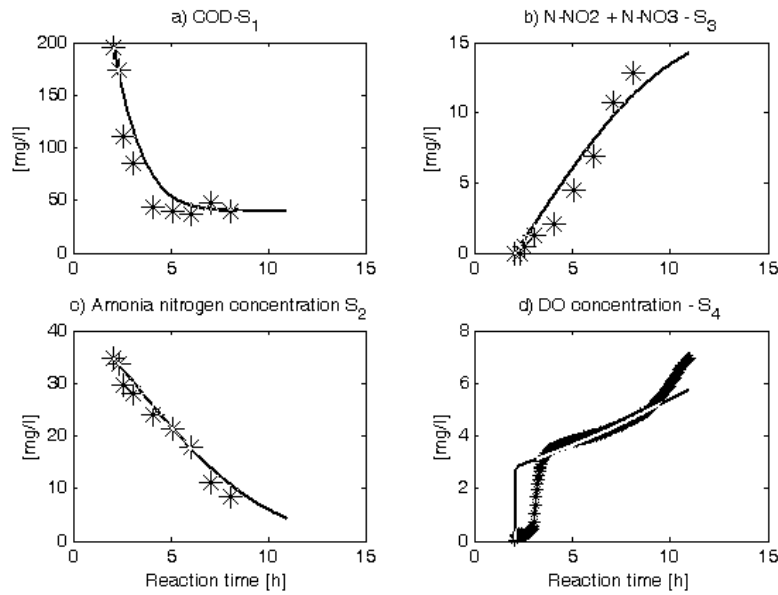 a) COD-S1
[mg/l]
200
150
100
50
0
0 5 10 15
b) N-NO2 + N-NO3 - S3
[mg/l]
15
10
5
0
0 5 10 15
c) Amonia nitrogen concentration S2
[mg/l]
40
30
20
10
0
0 5 10 15
Reaction time [h]
d) DO concentration - S4
[mg/l]
8
6
4
2
0
0 5 10 15
Reaction time [h]